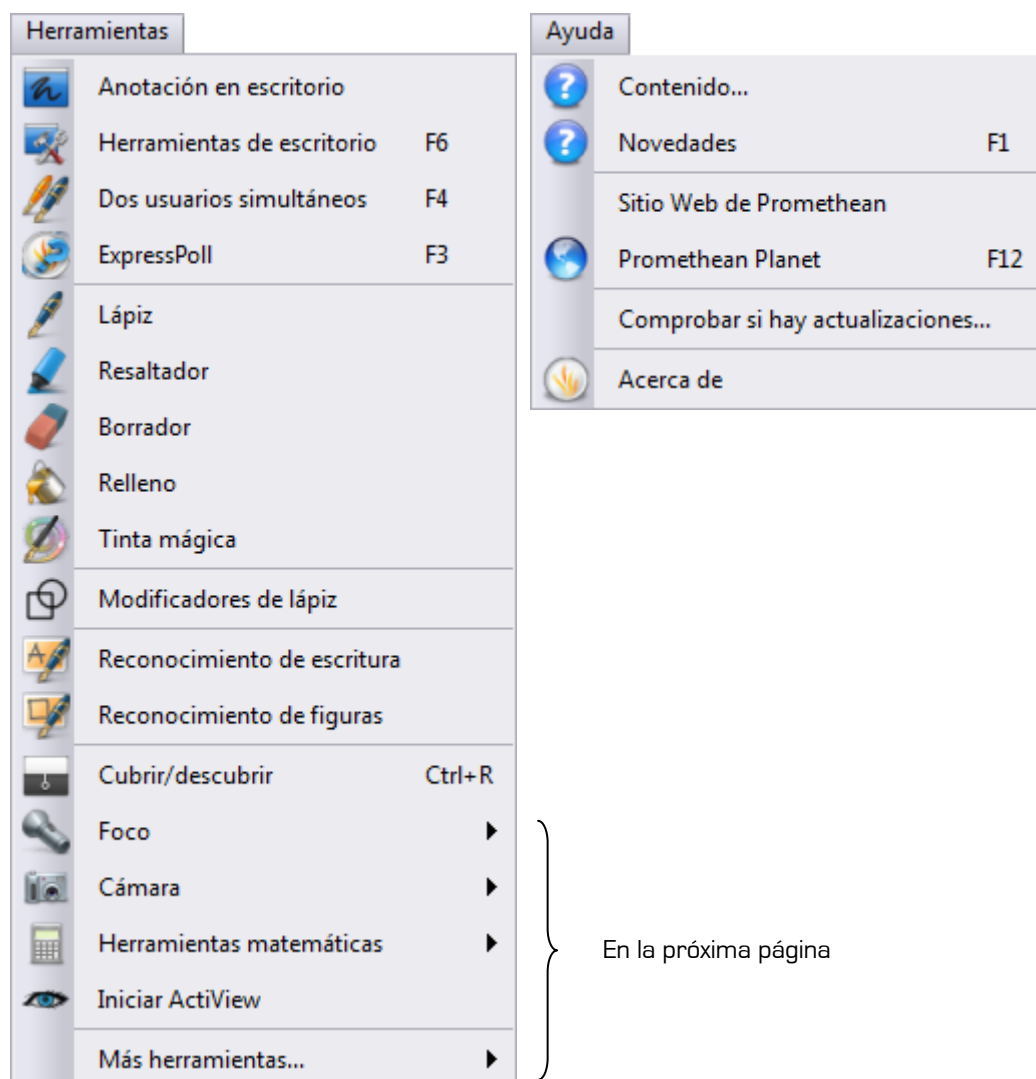 Herramientas
Anotación en escritorio
Herramientas de escritorio F6
Dos usuarios simultáneos F4
ExpressPoll F3
Lápiz
Resaltador
Borrador
Relleno
Tinta mágica
Modificadores de lápiz
Reconocimiento de escritura
Reconocimiento de figuras
Cubrir/descubrir Ctrl+R
Foco
Cámara
Herramientas matemáticas
Iniciar ActiView
Más herramientas...
Ayuda
Contenido...
Novedades F1
Sitio Web de Promethean
Promethean Planet F12
Comprobar si hay actualizaciones...
Acerca de
En la próxima página